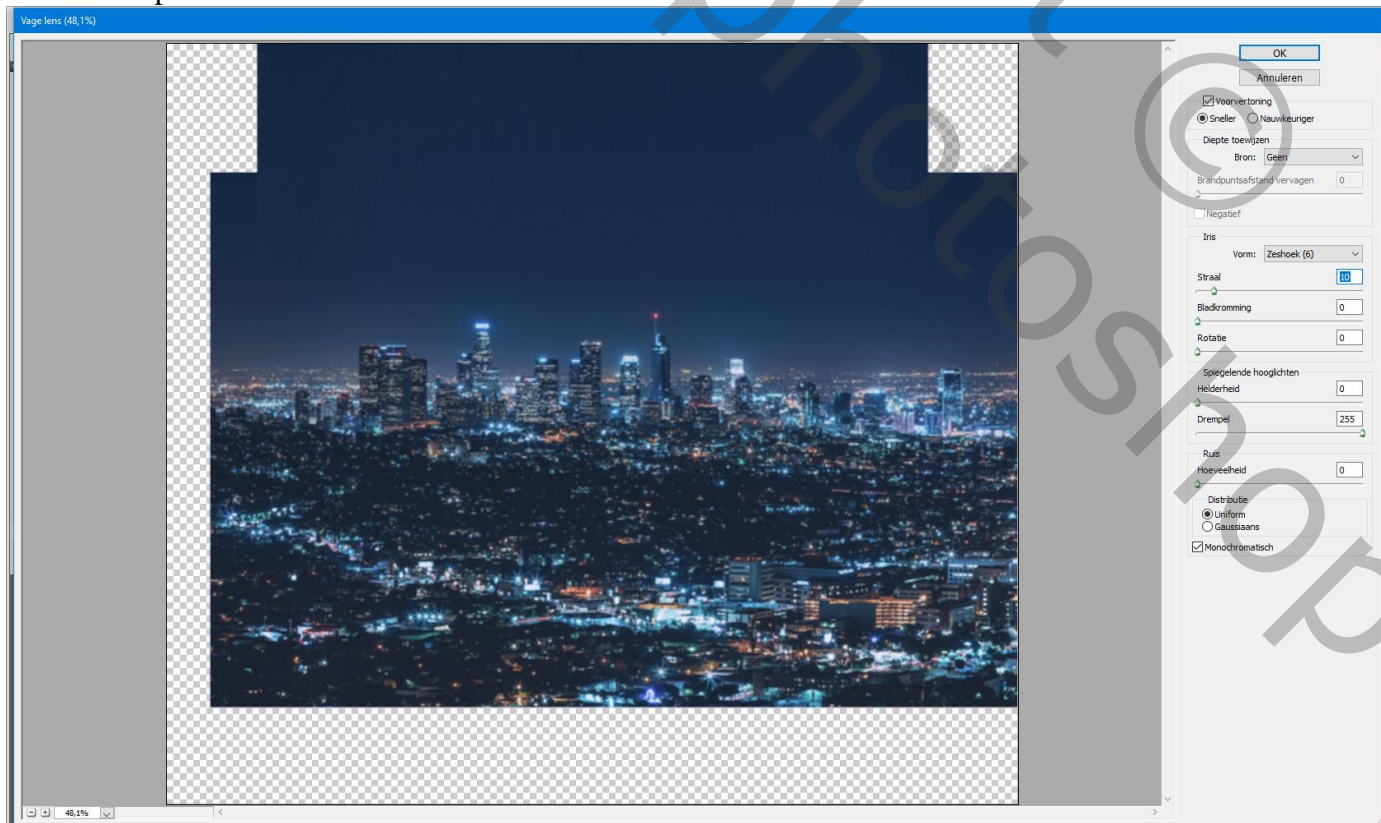 Vage lens (48,1%)
OK
Annuleren
Voorvertoning
Sneller Nauwkeuriger
Diepte toewijzen
Bron: Geen
Brandpuntsafstand vervagen 0
Negatief
Iris
Vorm: Zeshoek (6)
Straal 10
Bladkromming 0
Rotatie 0
Spiegelende hooglichten
Helderheid 0
Drempel 255
Ruis
Hoeveelheid 0
Distributie
Uniform
Gaussiaans
Monochromatisch
48,1%
©
photoshop